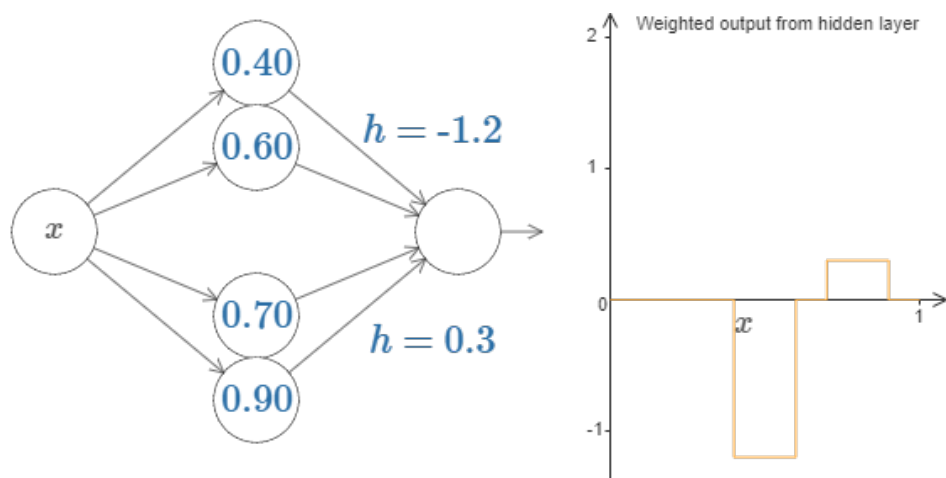 0.40
h = -1.2
0.60
x
0.70
h = 0.3
0.90
Weighted output from hidden layer
2
1
0
x
1
-1